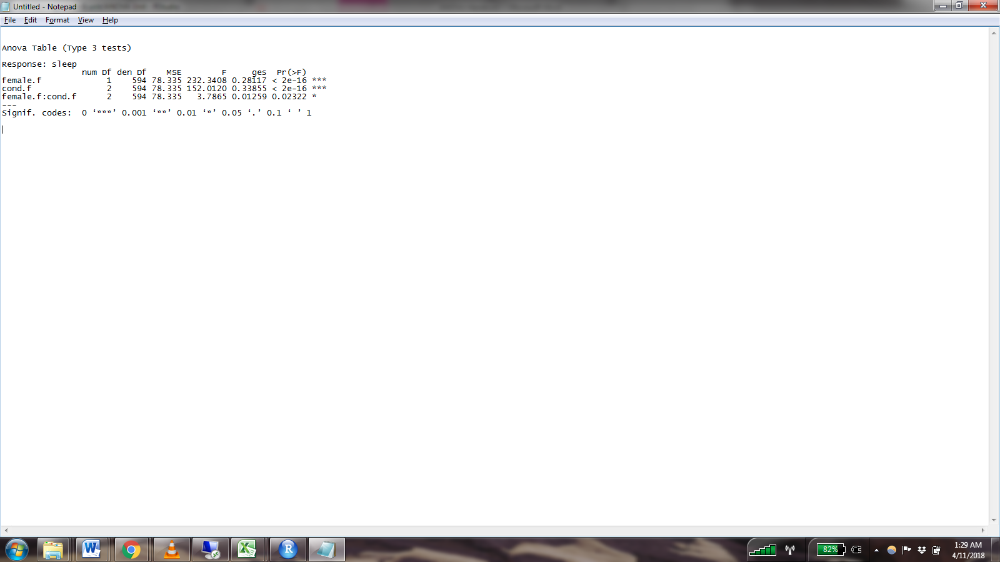 Untitled - Notepad
File Edit Format View Help
Anova Table (Type 3 tests)
Response: sleep
num Df den Df MSE F ges Pr(>F)
female.f 1 594 78.335 232.3408 0.28117 < 2e-16 ***
cond.f 2 594 78.335 152.0120 0.33855 < 2e-16 ***
female.f:cond.f 2 594 78.335 3.7865 0.01259 0.02322 *
---
Signif. codes: 0 ‘***’ 0.001 ‘**’ 0.01 ‘*’ 0.05 ‘.’ 0.1 ‘ ’ 1
W
R
82%
1:29 AM
4/11/2018